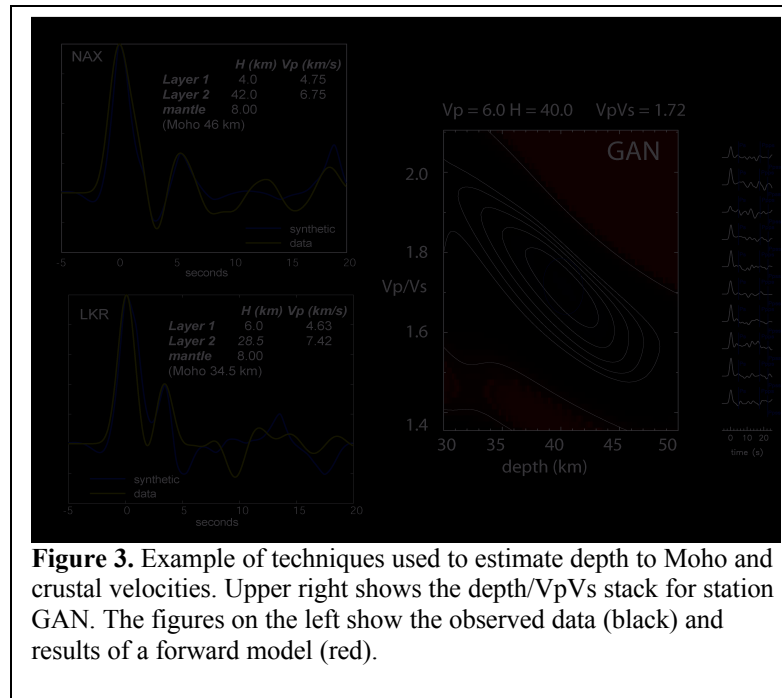 NAX
H (km) Vp (km/s)
Layer 1 4.0 4.75
Layer 2 42.0 6.75
mantle 8.00
(Moho 46 km)
synthetic
data
-5 0 5 10 15 20
seconds
LKR
H (km) Vp (km/s)
Layer 1 6.0 4.63
Layer 2 28.5 7.42
mantle 8.00
(Moho 34.5 km)
synthetic
data
-5 0 5 10 15 20
seconds
Vp = 6.0 H = 40.0 VpVs = 1.72
GAN
2.0
1.8
Vp/Vs
1.6
1.4
30 35 40 45 50
depth (km)
0 10 20
time (s)
Figure 3. Example of techniques used to estimate depth to Moho and
crustal velocities. Upper right shows the depth/VpVs stack for station
GAN. The figures on the left show the observed data (black) and
results of a forward model (red).